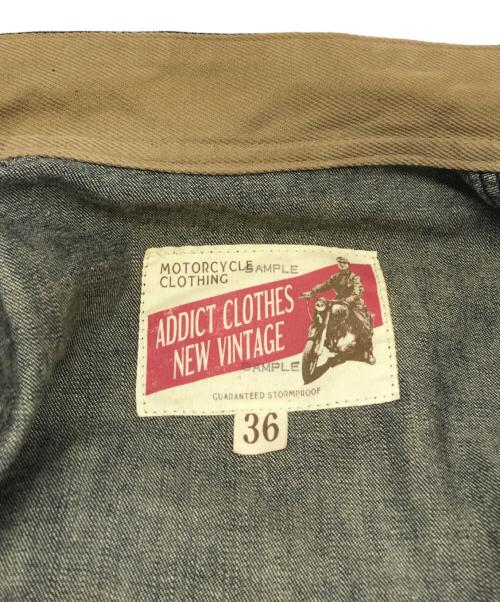 MOTORCYCLE SAMPLE
CLOTHING
ADDICT CLOTHES
NEW VINTAGE
SAMPLE
GUARANTEED STORMPROOF
36